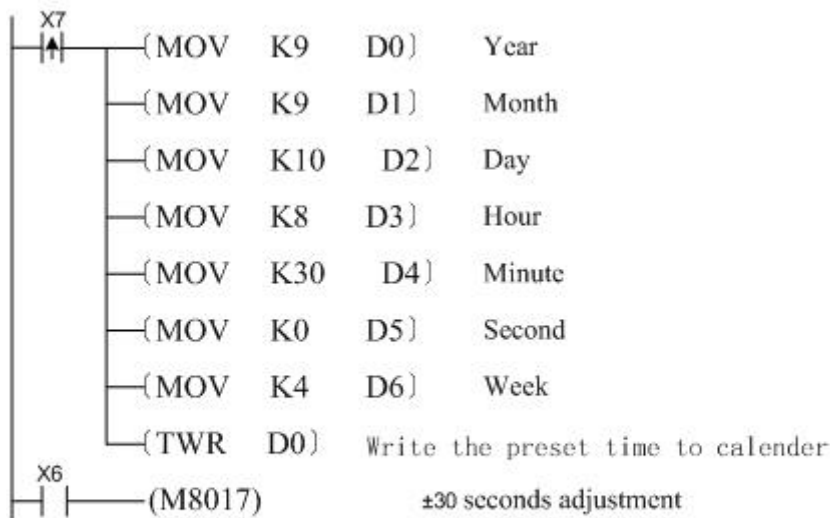 X7
〔MOV K9 D0〕 Year
〔MOV K9 D1〕 Month
〔MOV K10 D2〕 Day
〔MOV K8 D3〕 Hour
〔MOV K30 D4〕 Minute
〔MOV K0 D5〕 Second
〔MOV K4 D6〕 Week
〔TWR D0〕 Write the preset time to calender
X6
(M8017) ±30 seconds adjustment